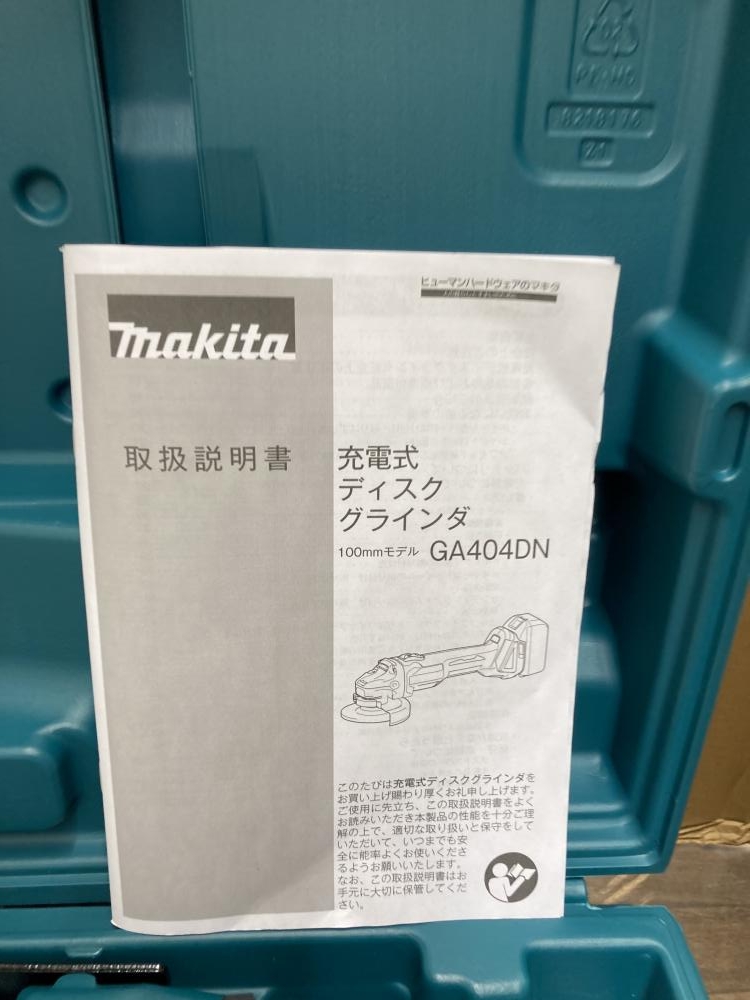 PE-HD
8218176
Z1
ヒューマンハードウェアのマキタ
makita
取扱説明書
充電式
ディスク
グラインダ
100mmモデル GA404DN
このたびは充電式ディスクグラインダを
お買い上げ賜わり厚くお礼申し上げます。
ご使用に先立ち、この取扱説明書をよく
お読みいただき本製品の性能を十分ご理
解の上で、適切な取り扱いと保守をして
いただいて、いつまでも安
全に能率よくお使いくださ
るようお願いいたします。
なお、この取扱説明書はお
手元に大切に保管してくだ
さい。